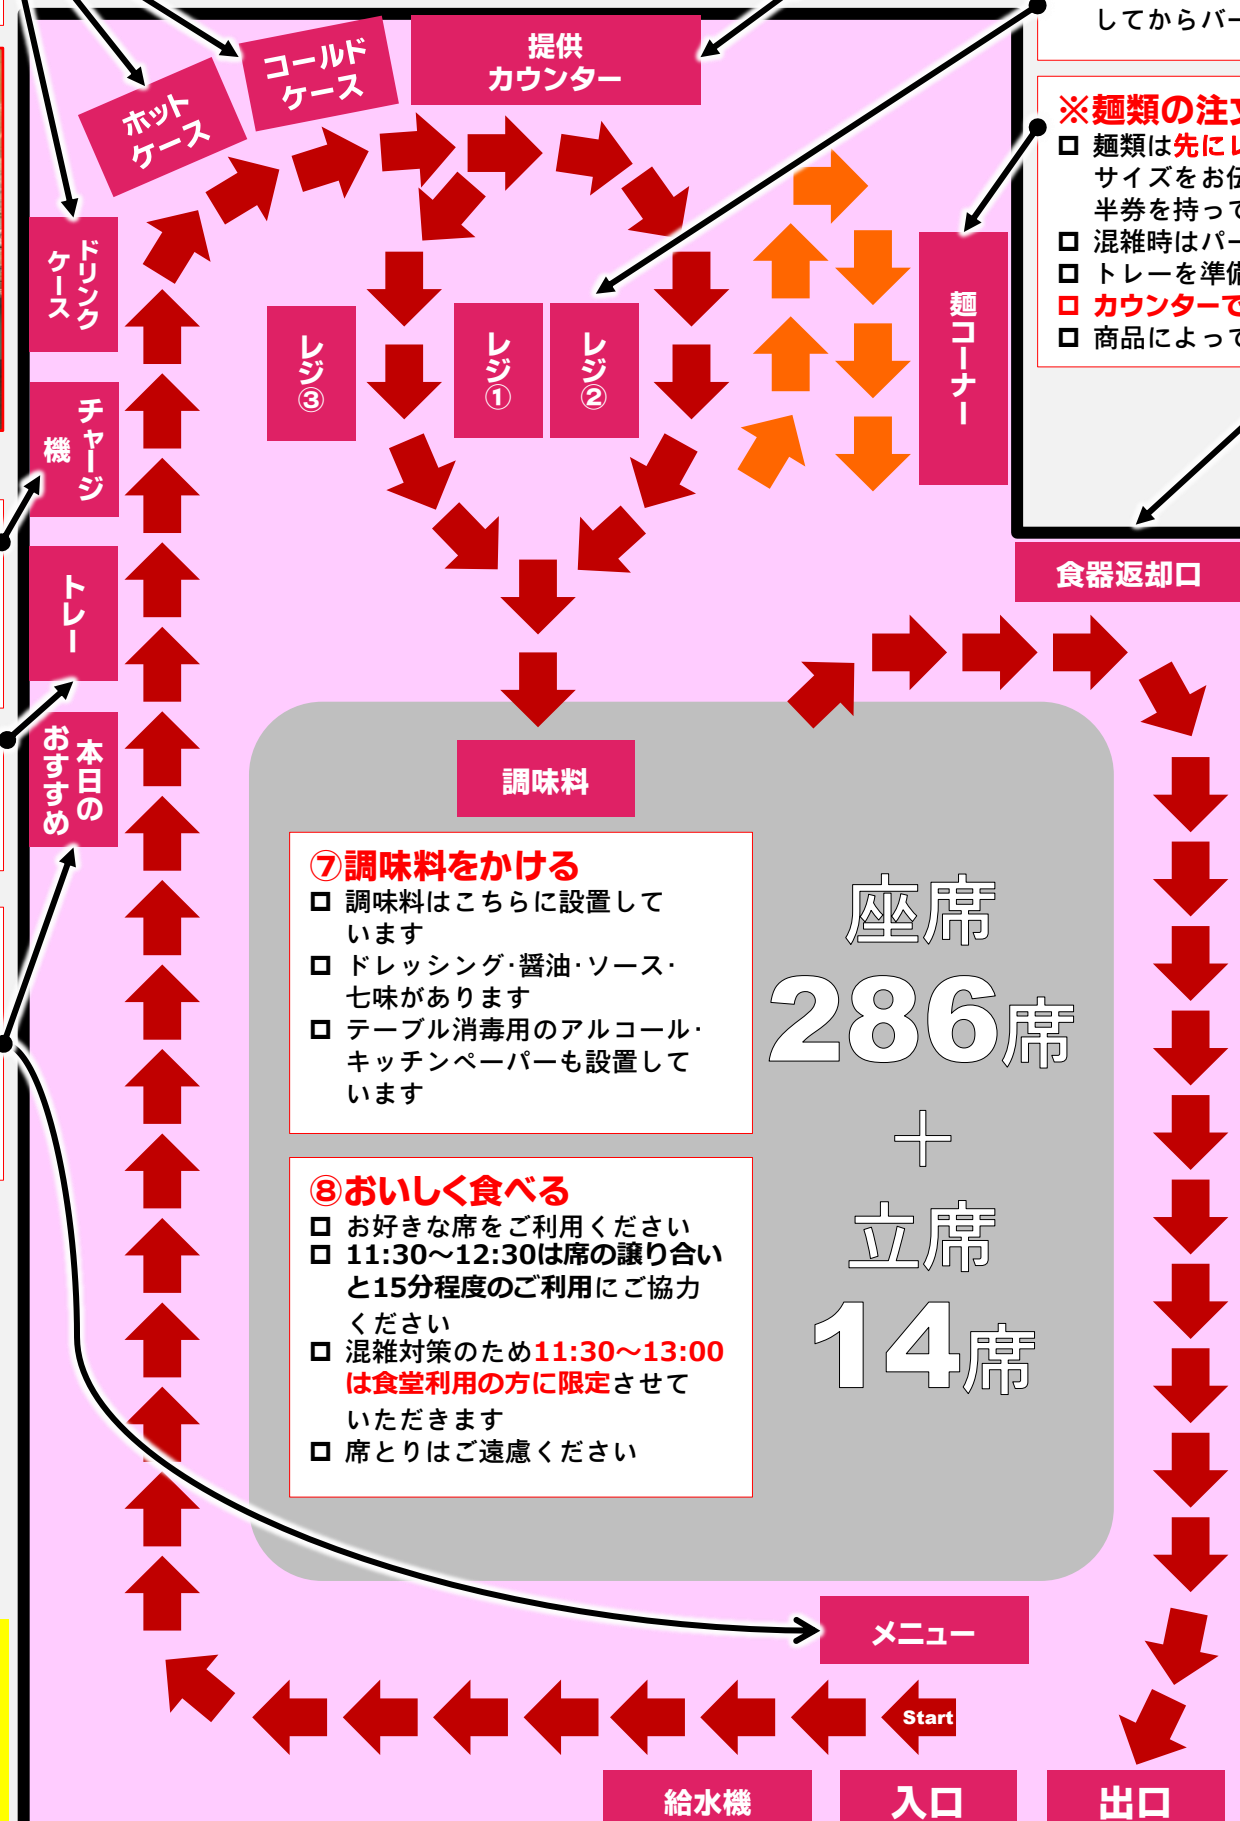 してからバー
提供
カウンター
コールド
ケース
ホット
ケース
※麺類の注文
麺類は先にレ
サイズをお伝
半券を持って
混雑時はパー
トレーを準備
カウンターで
商品によって
ドリンク
ケース
チャージ
機
トレー
本日の
おすすめ
レジ③
レジ①
レジ②
麺コーナー
食器返却口
調味料
⑦調味料をかける
調味料はこちらに設置して
います
ドレッシング･醤油･ソース･
七味があります
テーブル消毒用のアルコール･
キッチンペーパーも設置して
います
⑧おいしく食べる
お好きな席をご利用ください
11:30～12:30は席の譲り合い
と15分程度のご利用にご協力
ください
混雑対策のため11:30～13:00
は食堂利用の方に限定させて
いただきます
席とりはご遠慮ください
座席
286席
＋
立席
14席
メニュー
Start
給水機
入口
出口